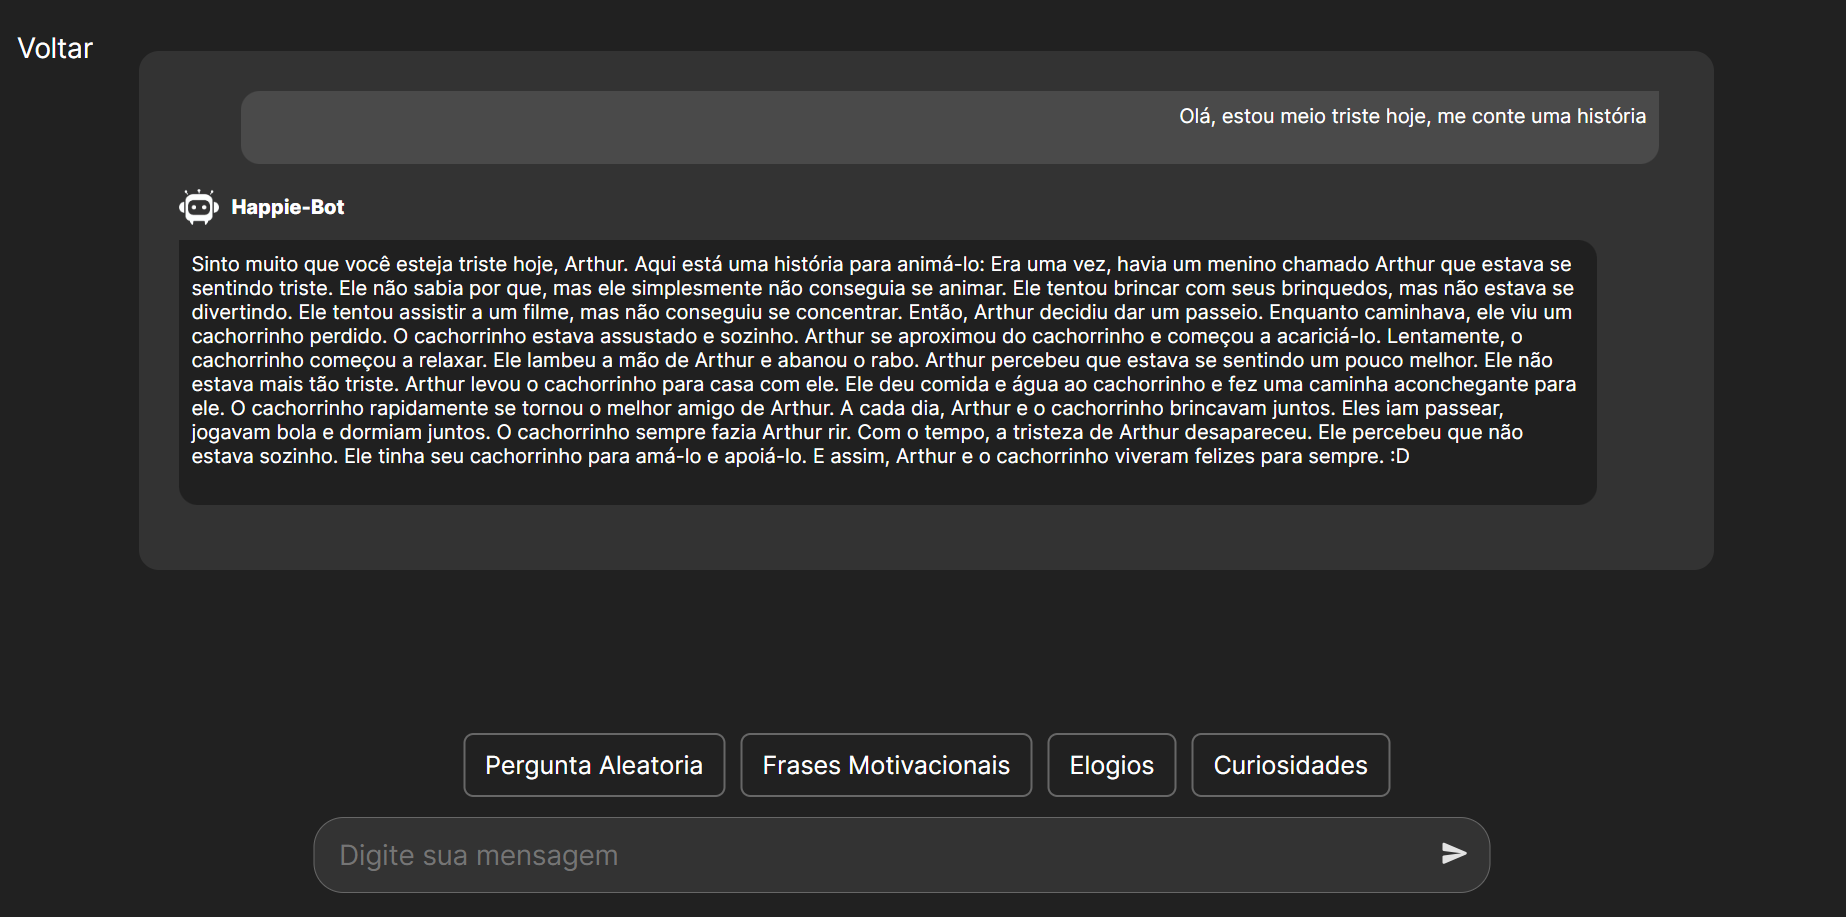 Voltar
Olá, estou meio triste hoje, me conte uma história
Happie-Bot
Sinto muito que você esteja triste hoje, Arthur. Aqui está uma história para animá-lo: Era uma vez, havia um menino chamado Arthur que estava se
sentindo triste. Ele não sabia por que, mas ele simplesmente não conseguia se animar. Ele tentou brincar com seus brinquedos, mas não estava se
divertindo. Ele tentou assistir a um filme, mas não conseguiu se concentrar. Então, Arthur decidiu dar um passeio. Enquanto caminhava, ele viu um
cachorrinho perdido. O cachorrinho estava assustado e sozinho. Arthur se aproximou do cachorrinho e começou a acariciá-lo. Lentamente, o
cachorrinho começou a relaxar. Ele lambeu a mão de Arthur e abanou o rabo. Arthur percebeu que estava se sentindo um pouco melhor. Ele não
estava mais tão triste. Arthur levou o cachorrinho para casa com ele. Ele deu comida e água ao cachorrinho e fez uma caminha aconchegante para
ele. O cachorrinho rapidamente se tornou o melhor amigo de Arthur. A cada dia, Arthur e o cachorrinho brincavam juntos. Eles iam passear,
jogavam bola e dormiam juntos. O cachorrinho sempre fazia Arthur rir. Com o tempo, a tristeza de Arthur desapareceu. Ele percebeu que não
estava sozinho. Ele tinha seu cachorrinho para amá-lo e apoiá-lo. E assim, Arthur e o cachorrinho viveram felizes para sempre. :D
Pergunta Aleatoria
Frases Motivacionais
Elogios
Curiosidades
Digite sua mensagem